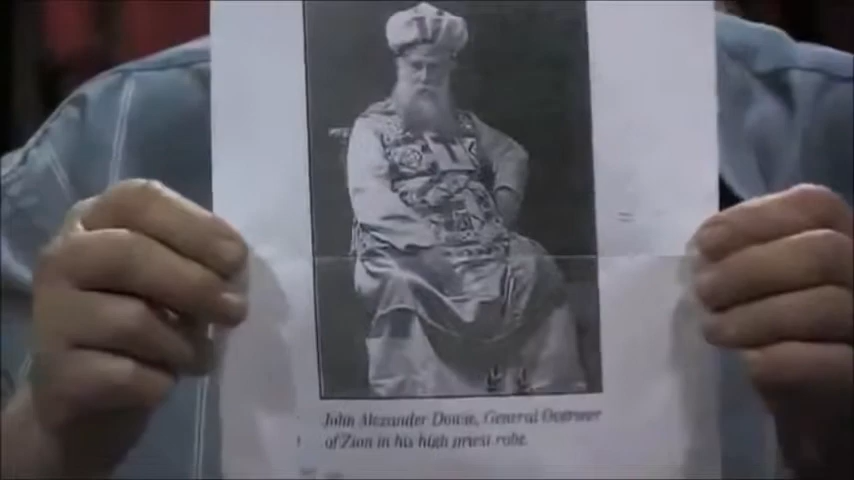 John Alexander Dowie, General Overseer
of Zion in his high priest robe.